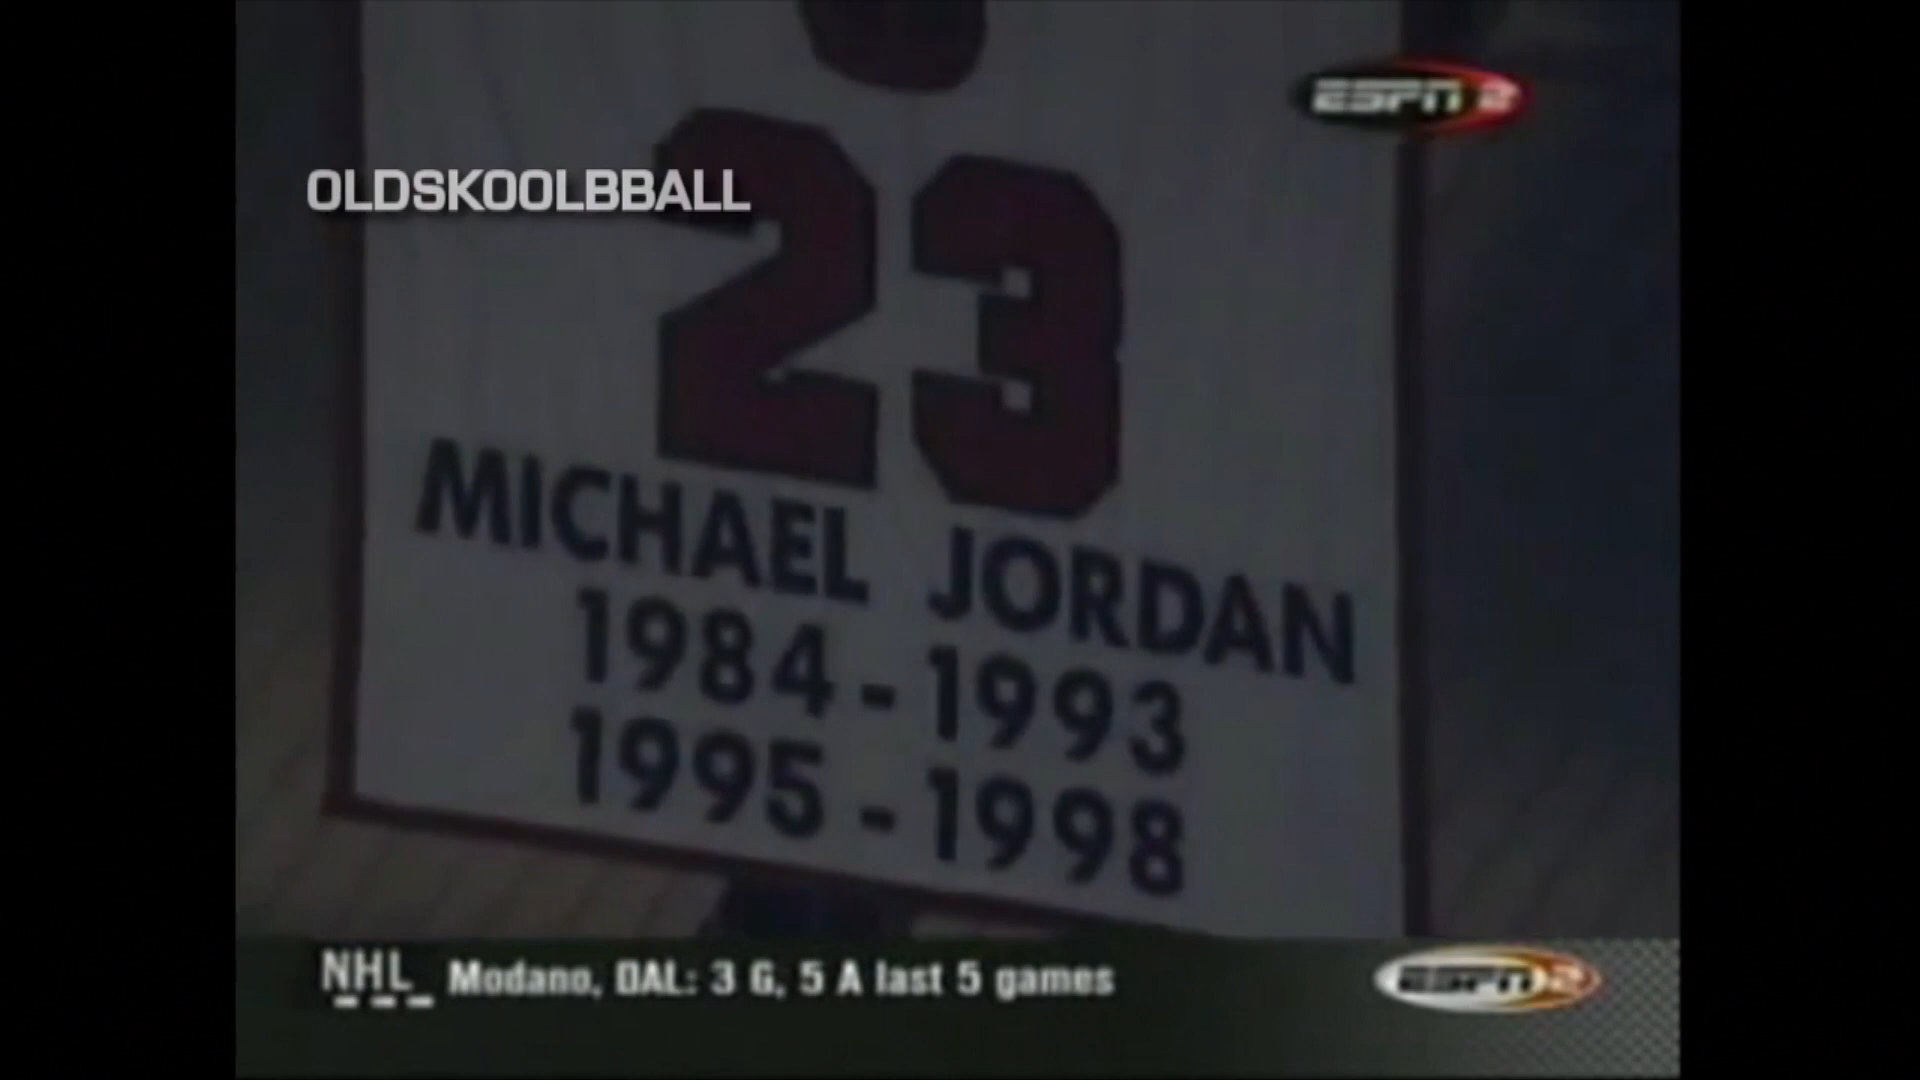 ESPN2
OLDSKOOLBBALL
23
MICHAEL JORDAN
1984-1993
1995-1998
NHL Modano, DAL: 3 G, 5 A last 5 games
ESPN2